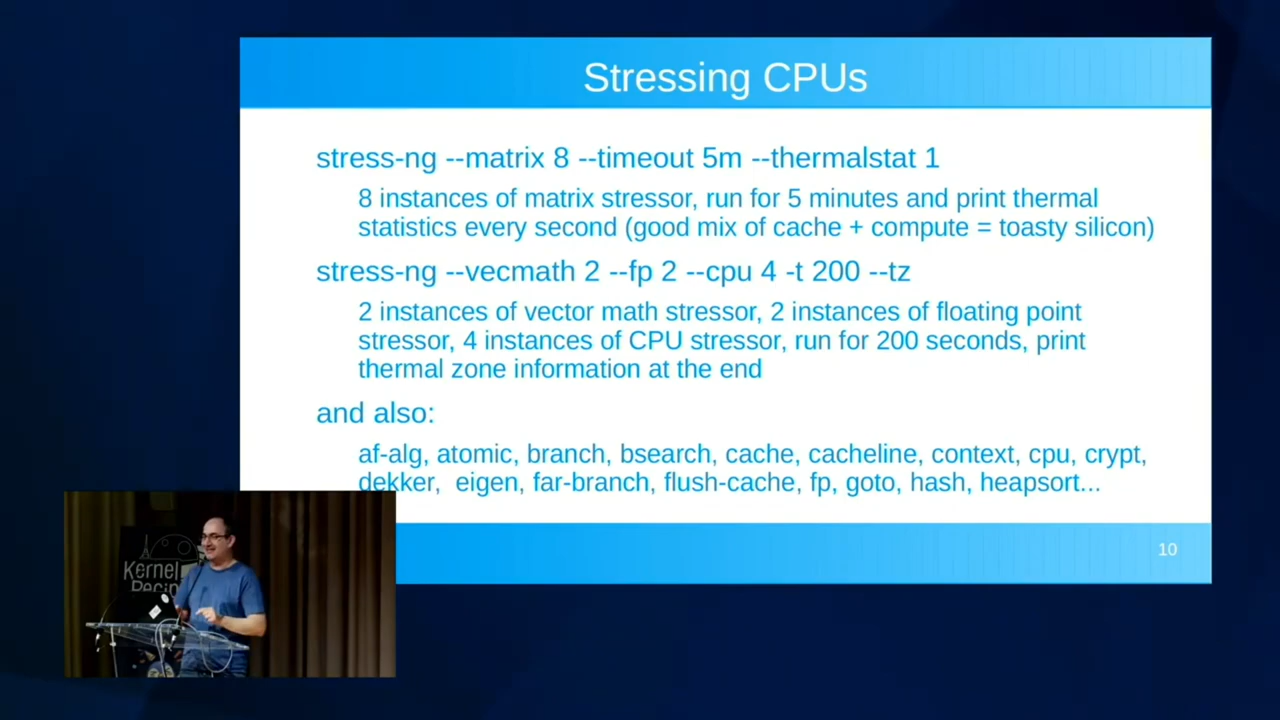 Stressing CPUs
stress-ng --matrix 8 --timeout 5m --thermalstat 1
8 instances of matrix stressor, run for 5 minutes and print thermal
statistics every second (good mix of cache + compute = toasty silicon)
stress-ng --vecmath 2 --fp 2 --cpu 4 -t 200 --tz
2 instances of vector math stressor, 2 instances of floating point
stressor, 4 instances of CPU stressor, run for 200 seconds, print
thermal zone information at the end
and also:
af-alg, atomic, branch, bsearch, cache, cacheline, context, cpu, crypt,
dekker,  eigen, far-branch, flush-cache, fp, goto, hash, heapsort...
10
Kernel